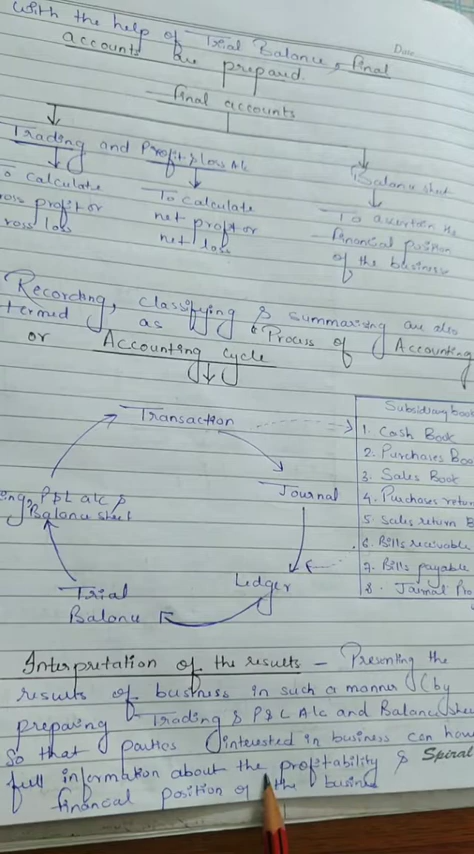 with the help of Trial Balance, final
accounts are prepared.
Date
final accounts
Trading and Profit & Loss A/c
Balance sheet
To calculate
To calculate
To ascertain the
profit or
net profit or
financial position
loss
net loss
of the business
Recording, classifying & summarizing are also
termed as "Process of Accounting
or Accounting cycle
Transaction
Subsidiary book
1. Cash Book
2. Purchases Boo
3. Sales Book
4. Purchases retur
5. Sales return B
6. Bills receivable
7. Bills payable
8. Journal Pro
Journal
Ledger
Trial
Balance
P&L a/c &
Balance sheet
Interpretation of the results - Presenting the
results of business in such a manner (by
preparing Trading & P&L A/c and Balance shee
So that parties interested in business can hav
full information about the profitability &
Spiral
financial position of the busines